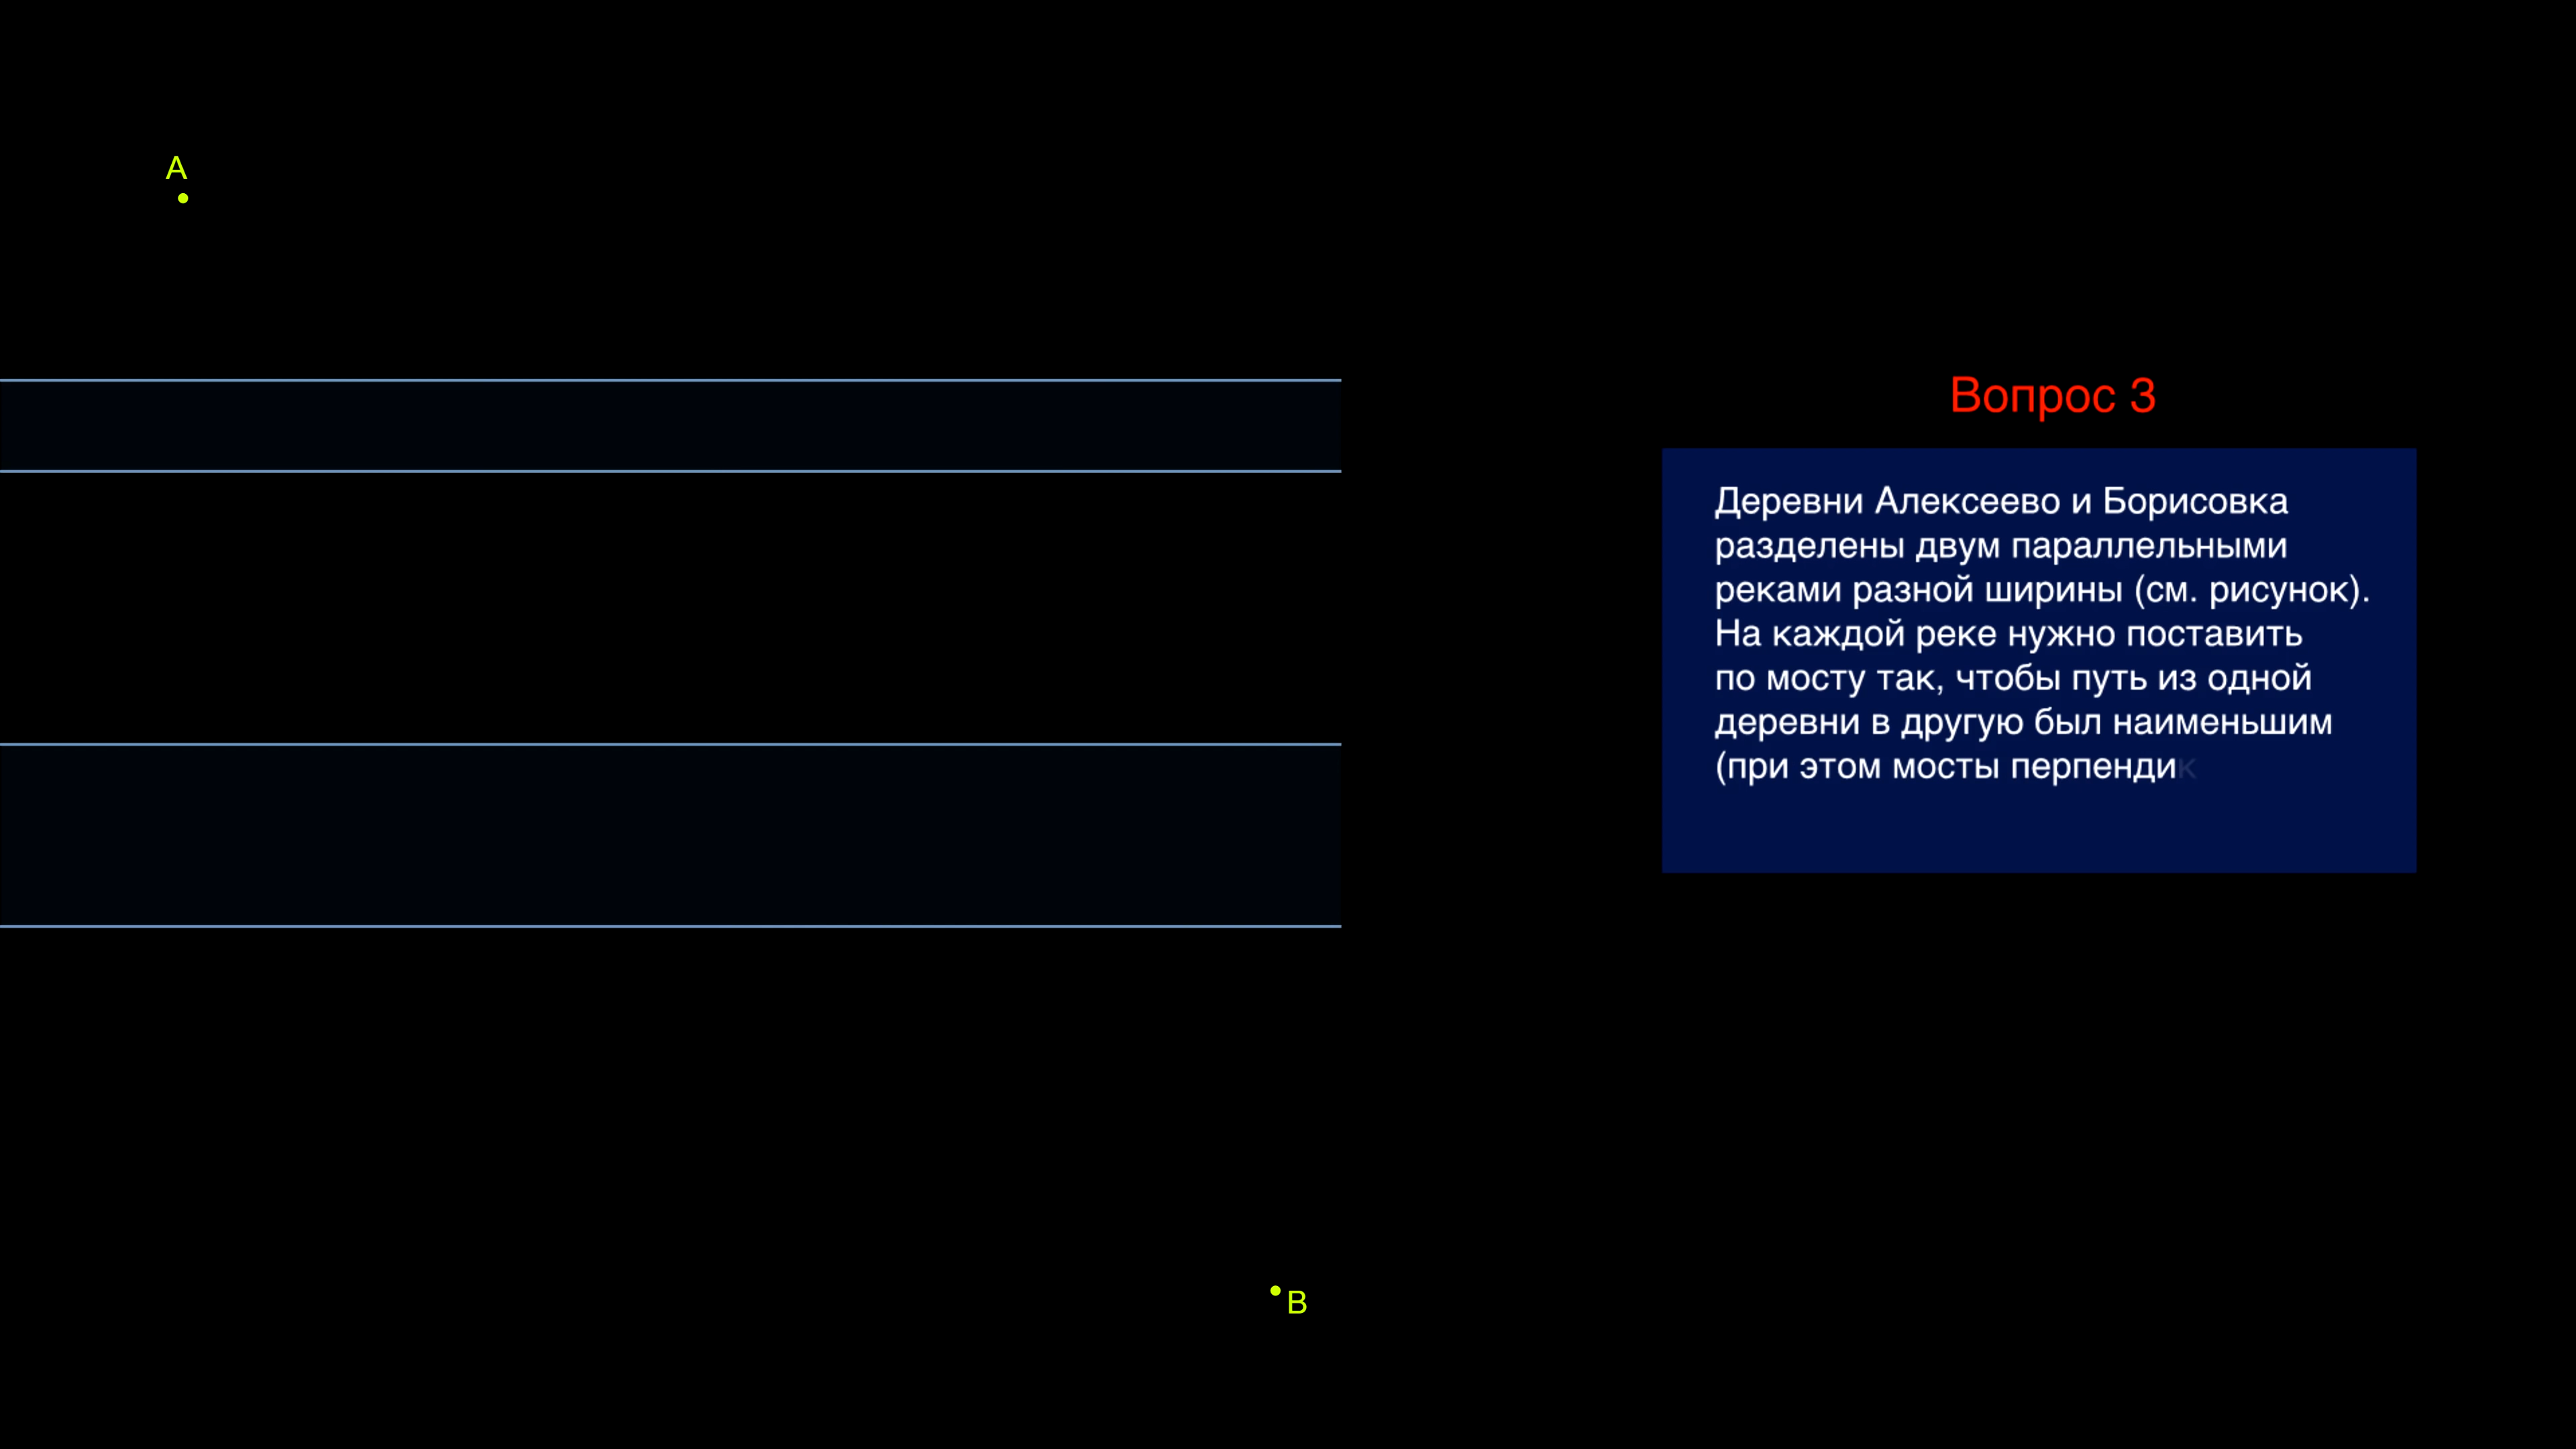 A
B
Вопрос 3
Деревни Алексеево и Борисовка
разделены двум параллельными
реками разной ширины (см. рисунок).
На каждой реке нужно поставить
по мосту так, чтобы путь из одной
деревни в другую был наименьшим
(при этом мосты перпендик